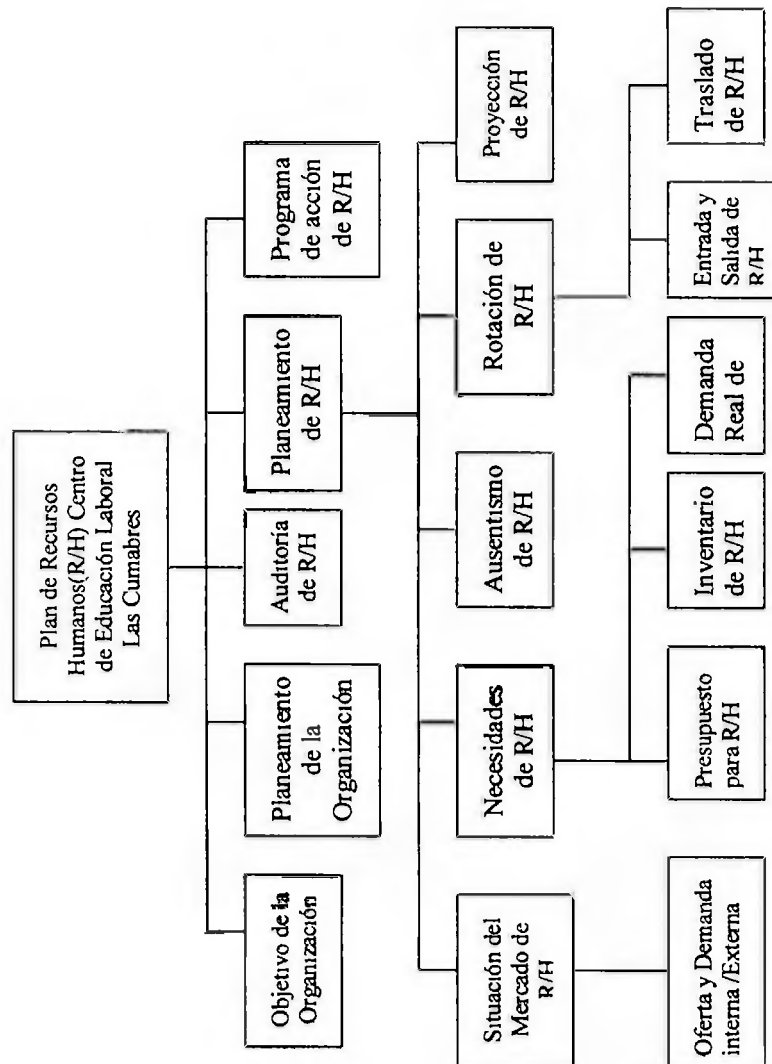 Plan de Recursos
Humanos(R/H) Centro
de Educación Laboral
Las Cumabres
Objetivo de la
Organización
Planeamiento
de la
Organización
Auditoría
de R/H
Planeamiento
de R/H
Programa
de acción
de R/H
Situación del
Mercado de
R/H
Necesidades
de R/H
Ausentismo
de R/H
Rotación de
R/H
Proyección
de R/H
Oferta y Demanda
interna /Externa
Presupuesto
para R/H
Inventario
de R/H
Demanda
Real de
Entrada y
Salida de
R/H
Traslado
de R/H